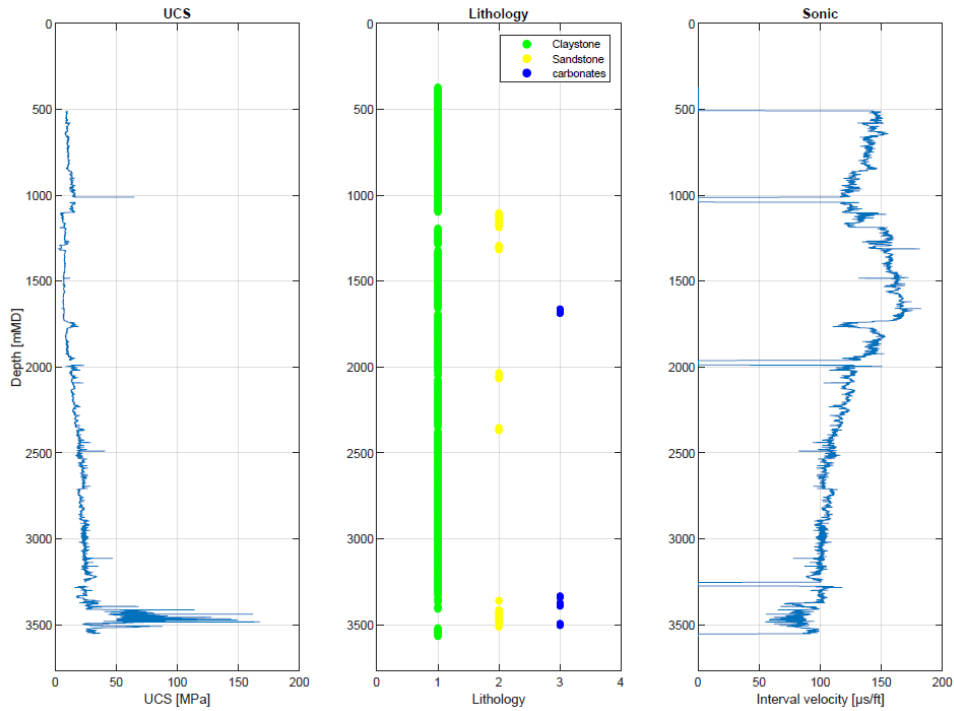 UCS
0
500
1000
1500
2000
2500
3000
3500
Depth [mMD]
0 50 100 150 200
UCS [MPa]
Lithology
Claystone
Sandstone
carbonates
0
500
1000
1500
2000
2500
3000
3500
0 1 2 3 4
Lithology
Sonic
0
500
1000
1500
2000
2500
3000
3500
0 50 100 150 200
Interval velocity [µs/ft]